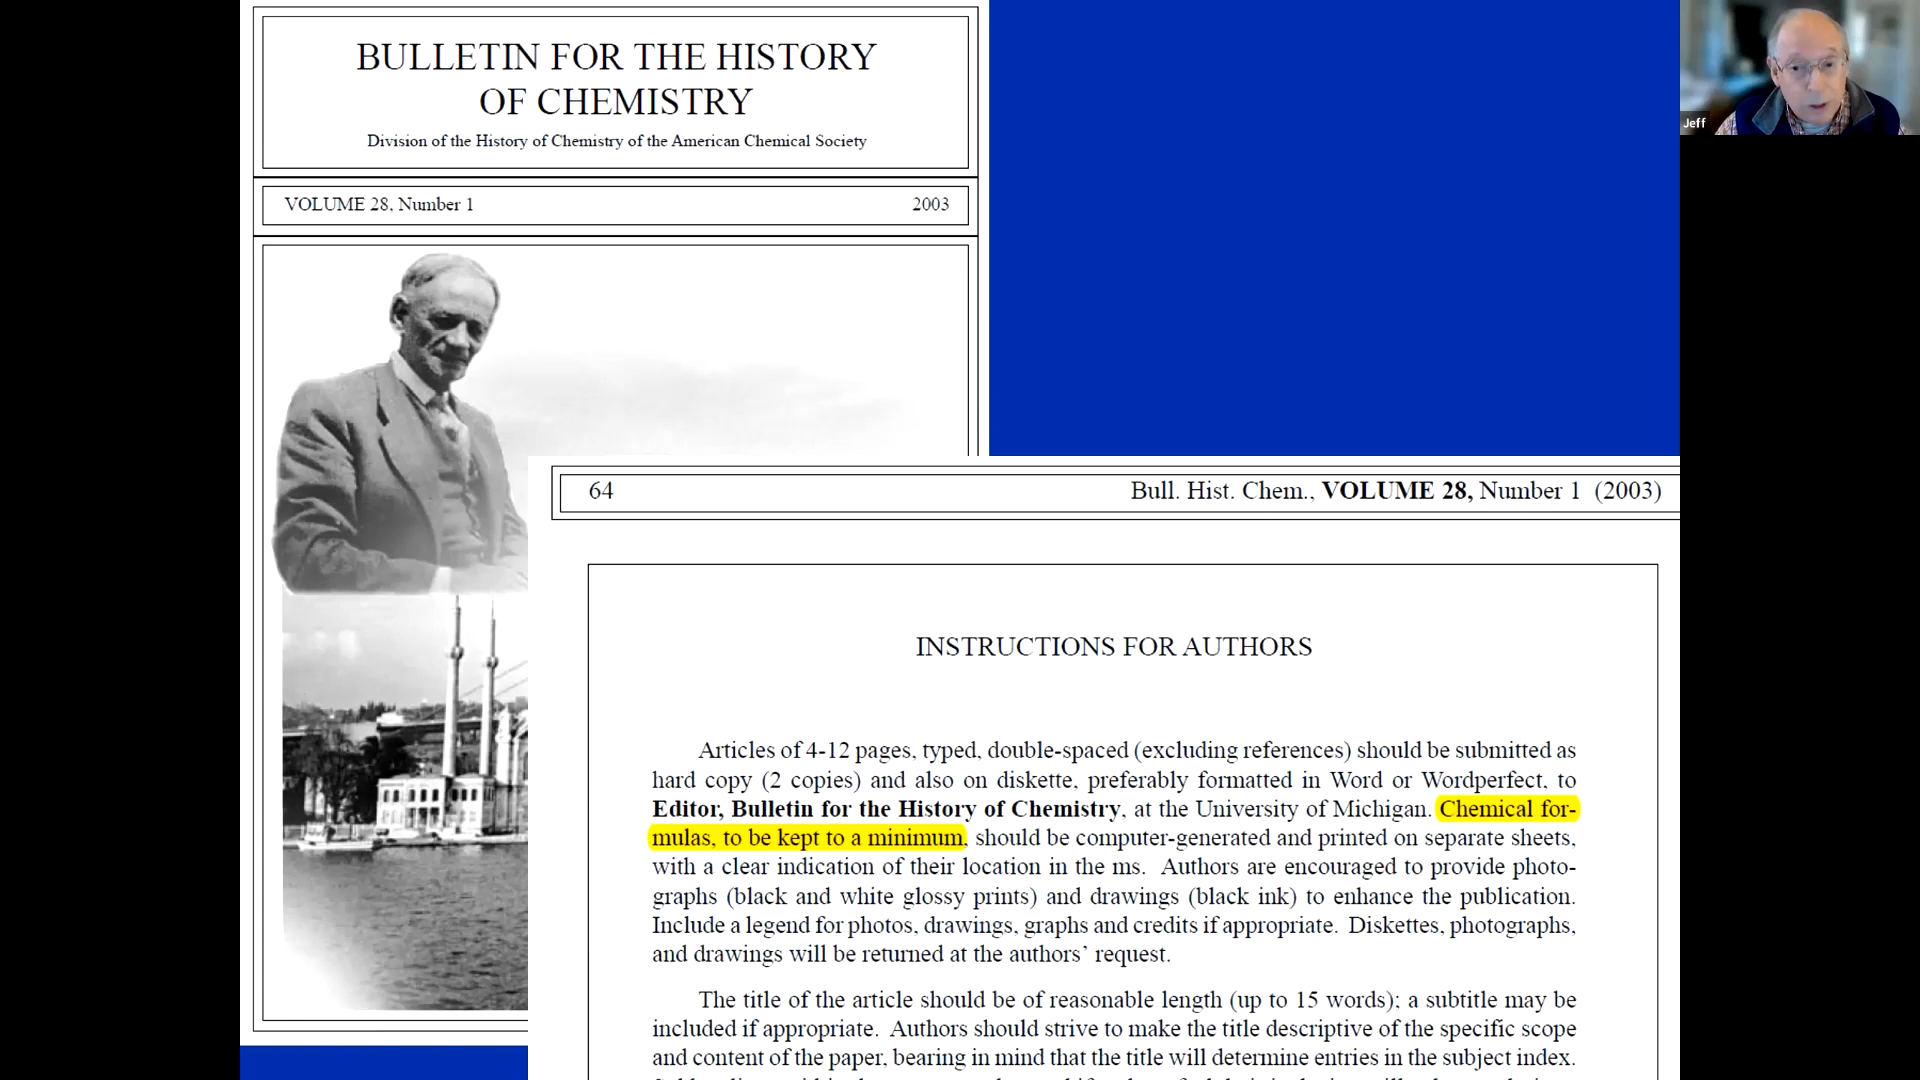 BULLETIN FOR THE HISTORY
OF CHEMISTRY
Division of the History of Chemistry of the American Chemical Society
VOLUME 28, Number 1 2003
Jeff
64 Bull. Hist. Chem., VOLUME 28, Number 1 (2003)
INSTRUCTIONS FOR AUTHORS
Articles of 4-12 pages, typed, double-spaced (excluding references) should be submitted as
hard copy (2 copies) and also on diskette, preferably formatted in Word or Wordperfect, to
Editor, Bulletin for the History of Chemistry, at the University of Michigan. Chemical for-
mulas, to be kept to a minimum, should be computer-generated and printed on separate sheets,
with a clear indication of their location in the ms. Authors are encouraged to provide photo-
graphs (black and white glossy prints) and drawings (black ink) to enhance the publication.
Include a legend for photos, drawings, graphs and credits if appropriate. Diskettes, photographs,
and drawings will be returned at the authors' request.
The title of the article should be of reasonable length (up to 15 words); a subtitle may be
included if appropriate. Authors should strive to make the title descriptive of the specific scope
and content of the paper, bearing in mind that the title will determine entries in the subject index.